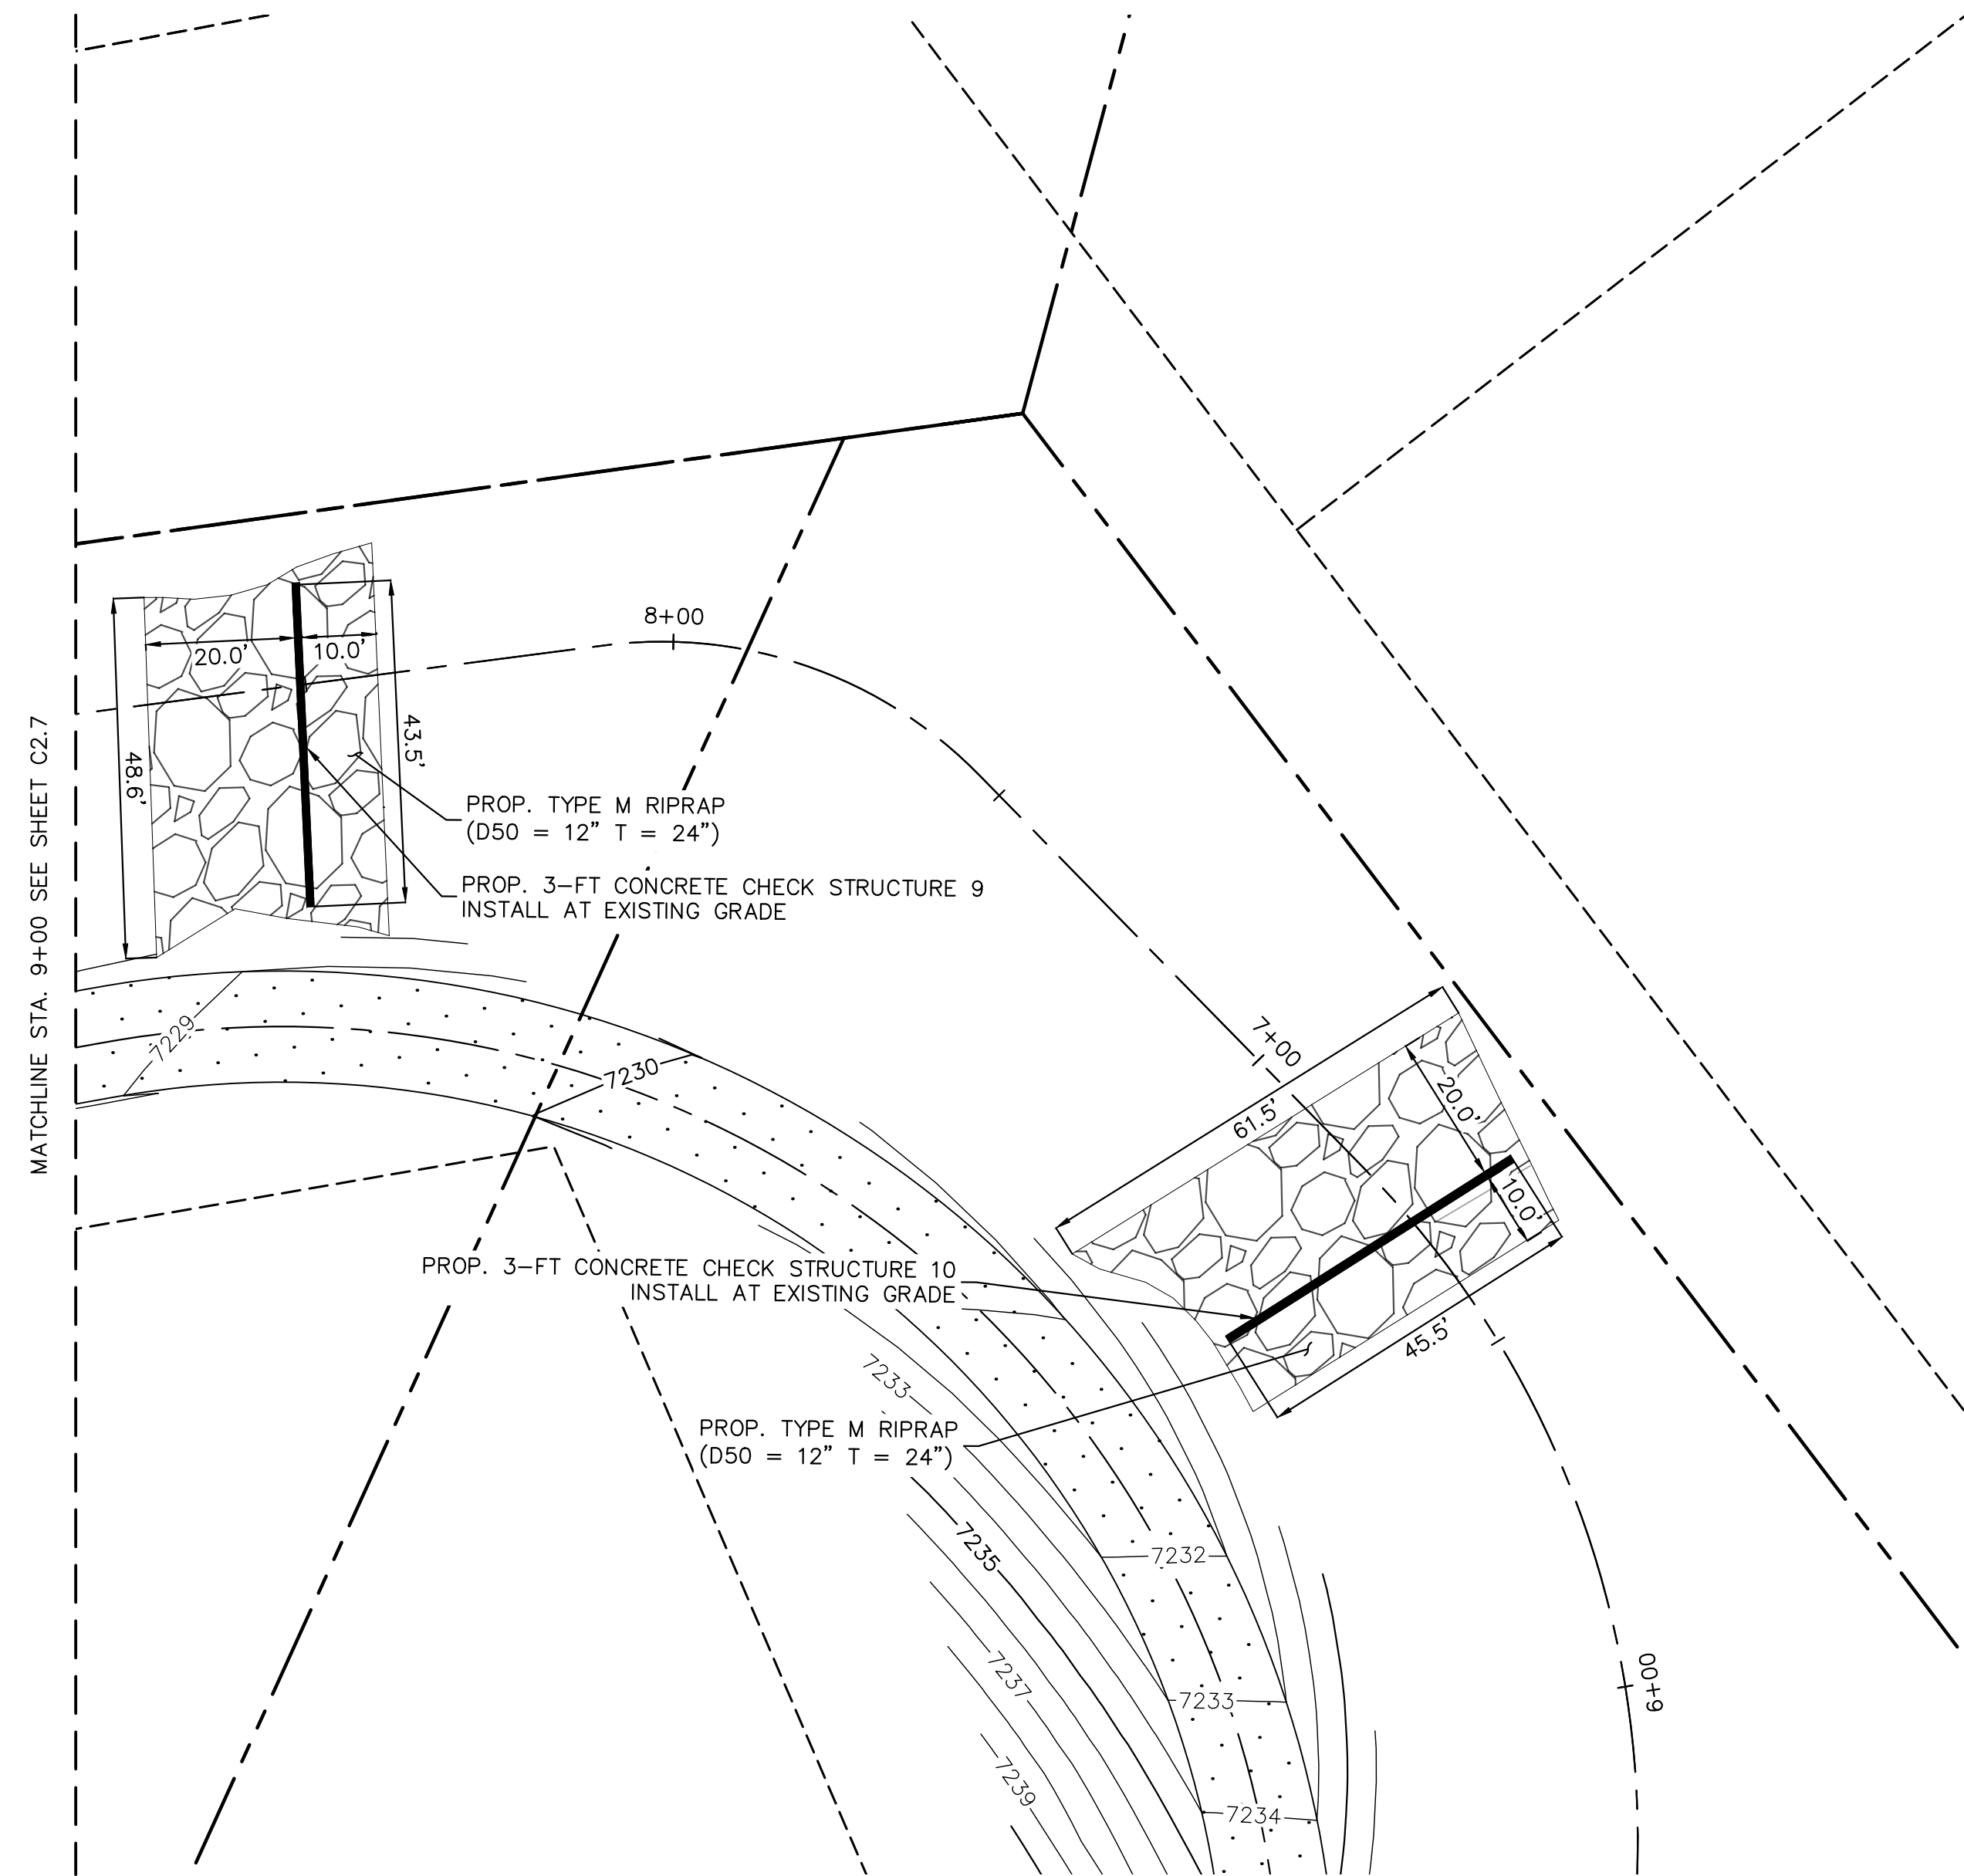 8+00
20.0'
10.0'
43.5'
48.6'
MATCHLINE STA. 9+00 SEE SHEET C2.7
PROP. TYPE M RIPRAP
(D50 = 12" T = 24")
PROP. 3-FT CONCRETE CHECK STRUCTURE 9
INSTALL AT EXISTING GRADE
7229
7230
7+00
61.5'
20.0'
10.0'
45.5'
PROP. 3-FT CONCRETE CHECK STRUCTURE 10
INSTALL AT EXISTING GRADE
7233
PROP. TYPE M RIPRAP
(D50 = 12" T = 24")
7235
7232
7237
7233
6+00
7239
7234